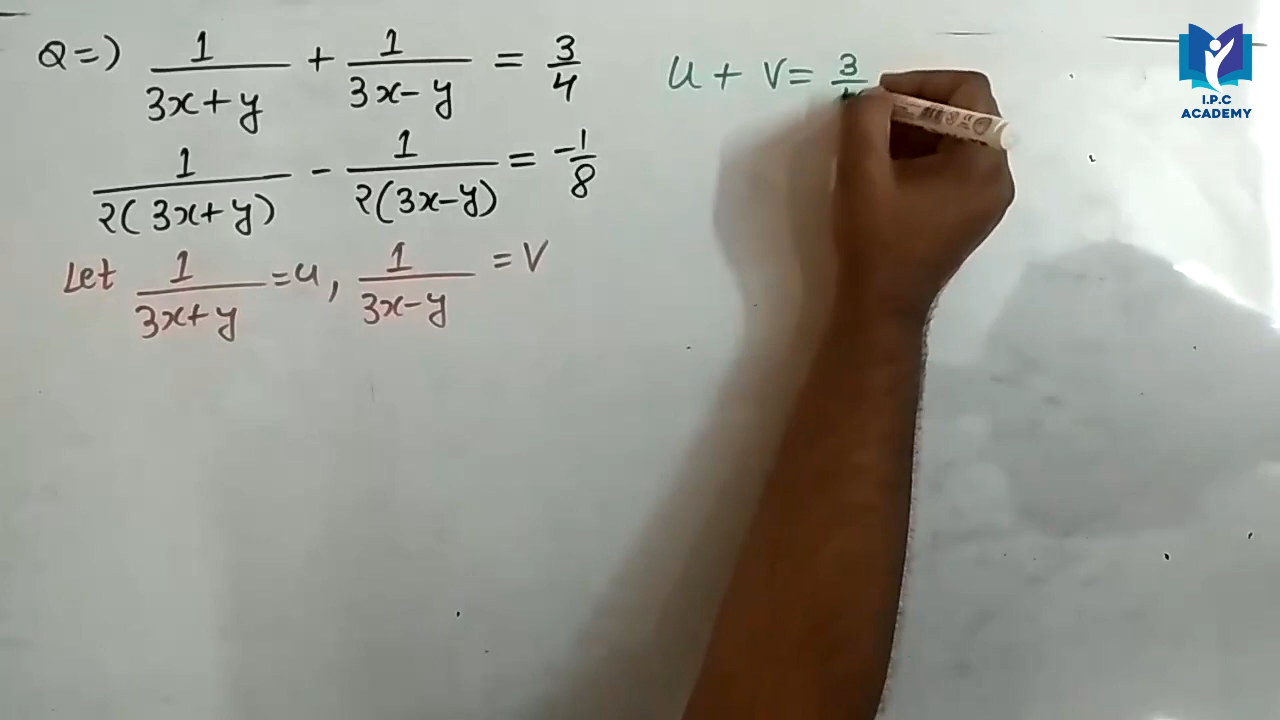 Q=) 1/(3x+y) + 1/(3x-y) = 3/4
1/(2(3x+y)) - 1/(2(3x-y)) = -1/8
Let 1/(3x+y) = u, 1/(3x-y) = V
u + v = 3/
I.P.C
ACADEMY